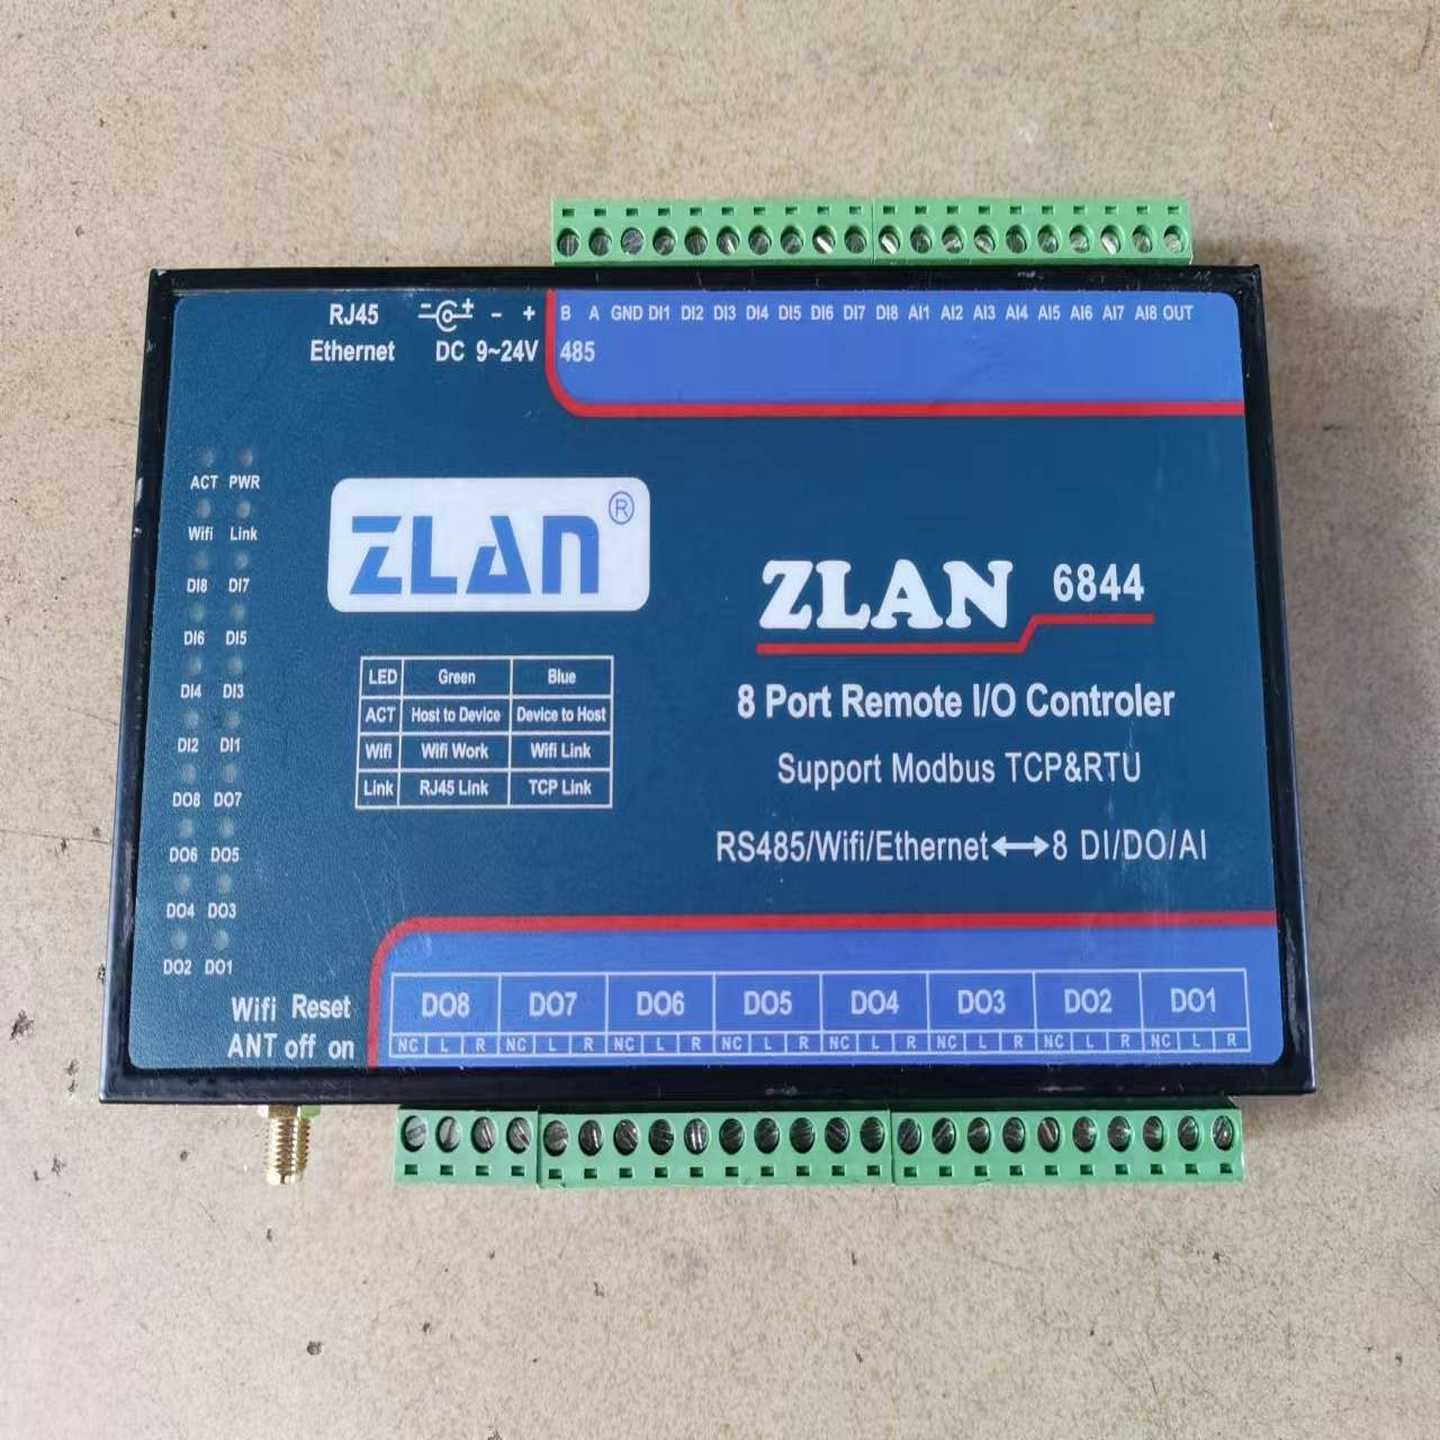 RJ45 - + - + B A GND DI1 DI2 DI3 DI4 DI5 DI6 DI7 DI8 AI1 AI2 AI3 AI4 AI5 AI6 AI7 AI8 OUT
Ethernet DC 9~24V 485
ACT PWR
Wifi Link
DI8 DI7
DI6 DI5
DI4 DI3
DI2 DI1
DO8 DO7
DO6 DO5
DO4 DO3
DO2 DO1
ZLAN ®
LED Green Blue
ACT Host to Device Device to Host
Wifi Wifi Work Wifi Link
Link RJ45 Link TCP Link
ZLAN 6844
8 Port Remote I/O Controler
Support Modbus TCP&RTU
RS485/Wifi/Ethernet↔8 DI/DO/AI
Wifi Reset
ANT off on
DO8 DO7 DO6 DO5 DO4 DO3 DO2 DO1
NC L R NC L R NC L R NC L R NC L R NC L R NC L R NC L R